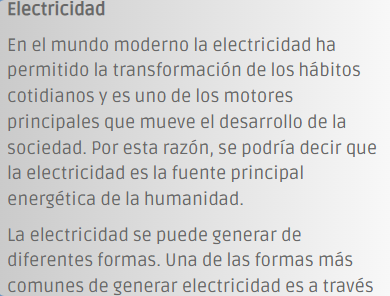 Electricidad
En el mundo moderno la electricidad ha
permitido la transformación de los hábitos
cotidianos y es uno de los motores
principales que mueve el desarrollo de la
sociedad. Por esta razón, se podría decir que
la electricidad es la fuente principal
energética de la humanidad.
La electricidad se puede generar de
diferentes formas. Una de las formas más
comunes de generar electricidad es a través